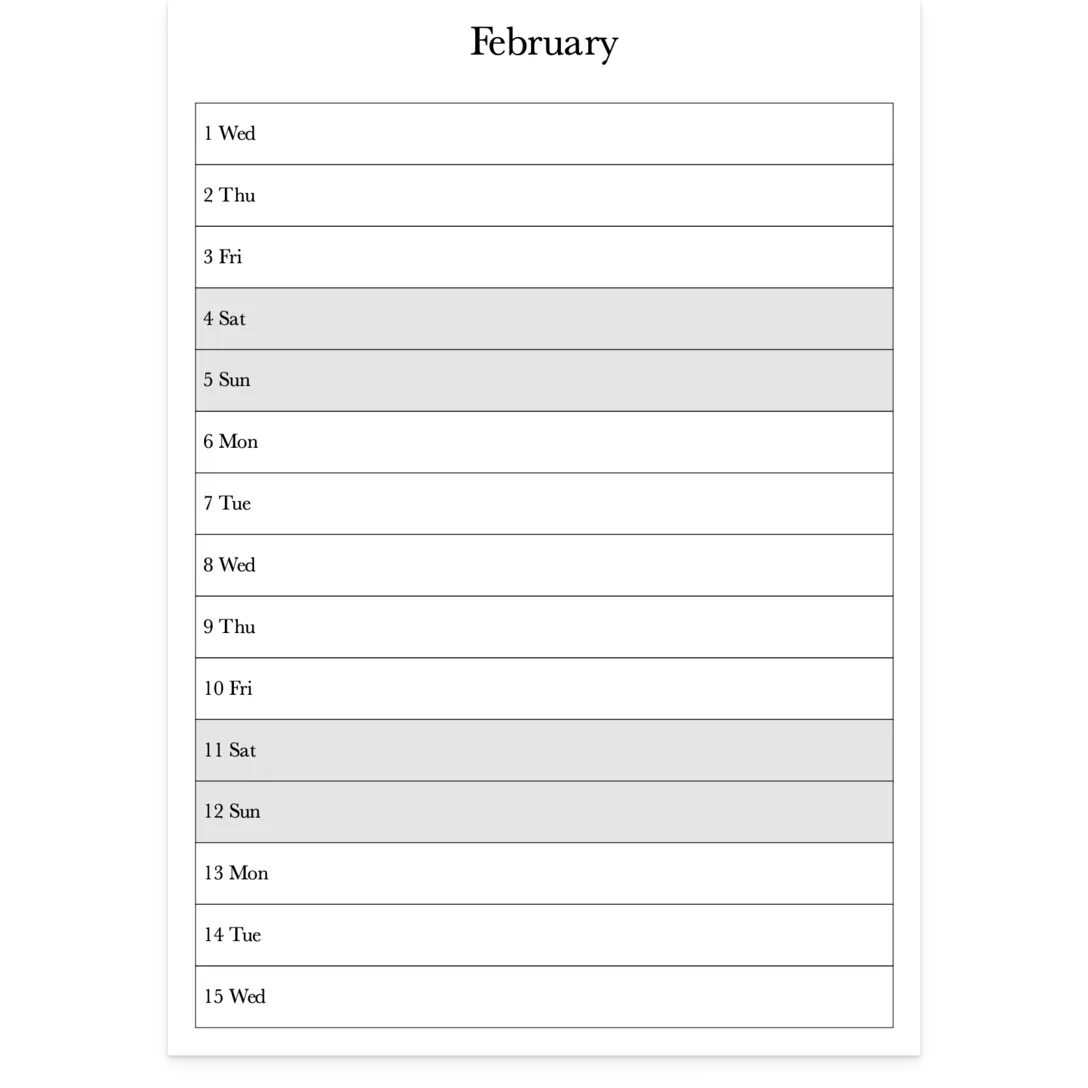 February
1 Wed
2 Thu
3 Fri
4 Sat
5 Sun
6 Mon
7 Tue
8 Wed
9 Thu
10 Fri
11 Sat
12 Sun
13 Mon
14 Tue
15 Wed